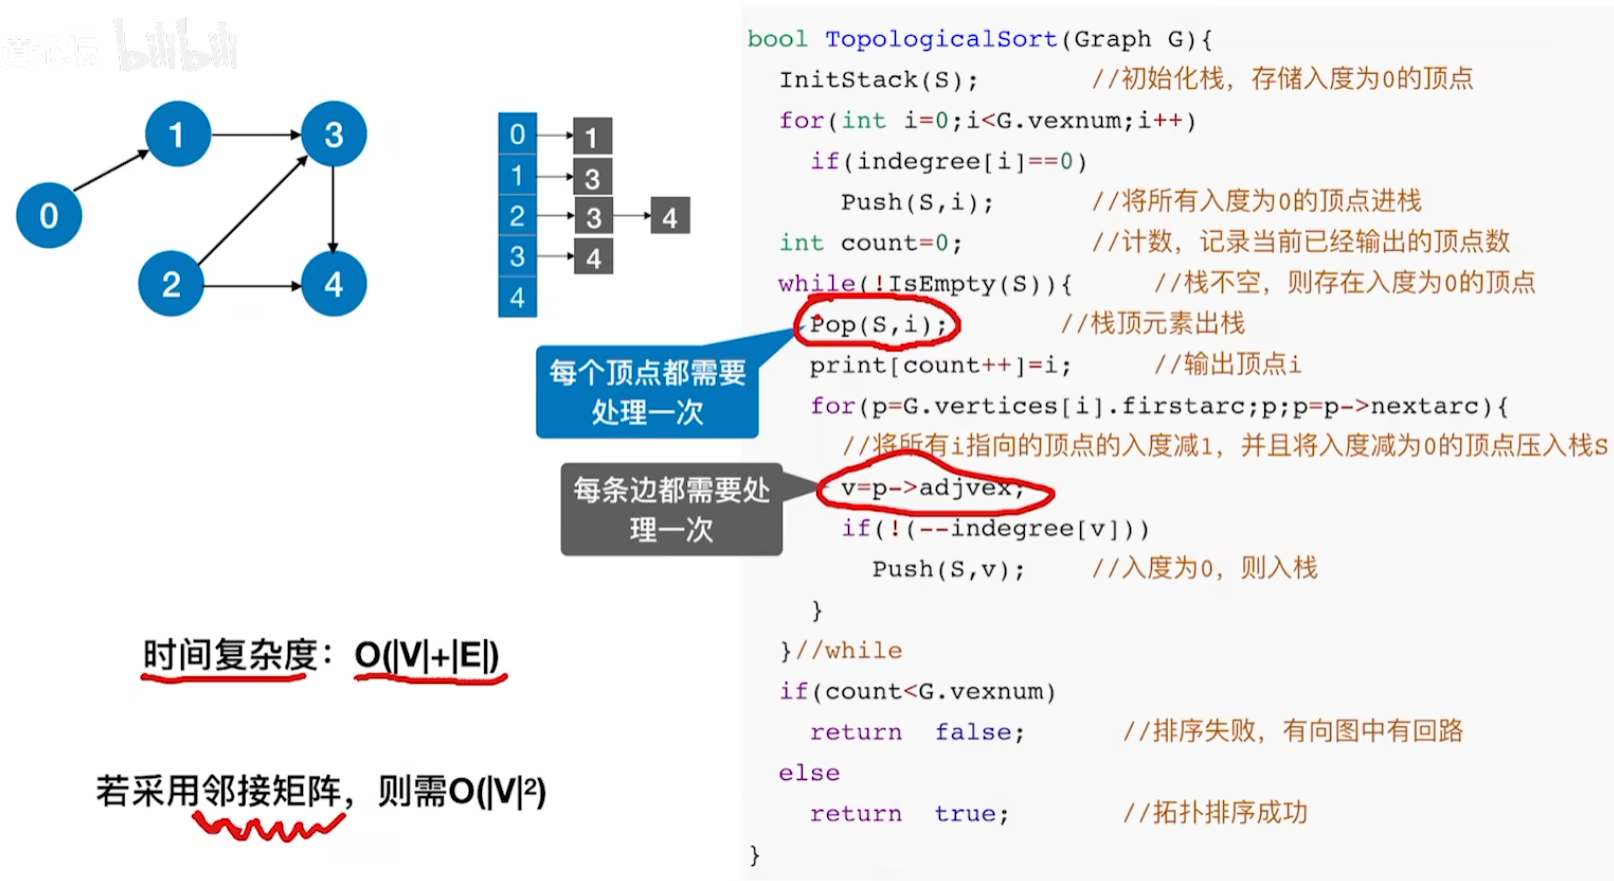 bilibili
0
1
3
2
4
0 1
1 3
2 3 4
3 4
4
每个顶点都需要
处理一次
每条边都需要处
理一次
时间复杂度：O(|V|+|E|)
若采用邻接矩阵，则需O(|V|²)
bool TopologicalSort(Graph G){
InitStack(S); //初始化栈，存储入度为0的顶点
for(int i=0;i<G.vexnum;i++)
if(indegree[i]==0)
Push(S,i); //将所有入度为0的顶点进栈
int count=0; //计数，记录当前已经输出的顶点数
while(!IsEmpty(S)){ //栈不空，则存在入度为0的顶点
Pop(S,i); //栈顶元素出栈
print[count++]=i; //输出顶点i
for(p=G.vertices[i].firstarc;p;p=p->nextarc){
//将所有i指向的顶点的入度减1，并且将入度减为0的顶点压入栈S
v=p->adjvex;
if(!(--indegree[v]))
Push(S,v); //入度为0，则入栈
}
}//while
if(count<G.vexnum)
return false; //排序失败，有向图中有回路
else
return true; //拓扑排序成功
}